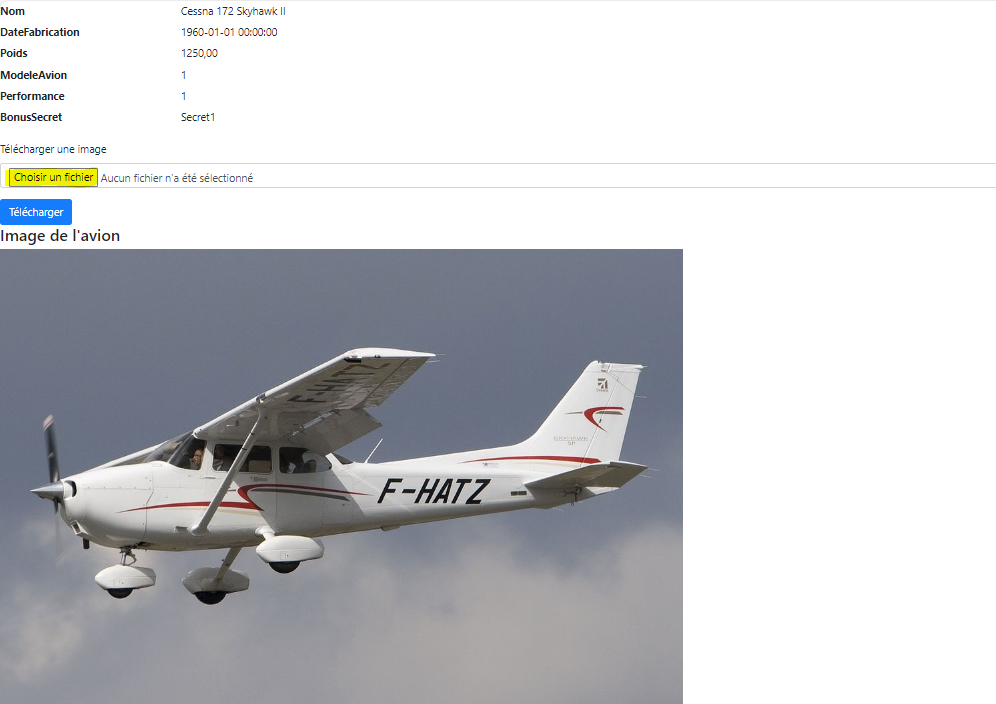 Nom Cessna 172 Skyhawk II
DateFabrication 1960-01-01 00:00:00
Poids 1250,00
ModeleAvion 1
Performance 1
BonusSecret Secret1
Télécharger une image
Choisir un fichier Aucun fichier n'a été sélectionné
Télécharger
Image de l'avion
F-HATZ
F-HATZ